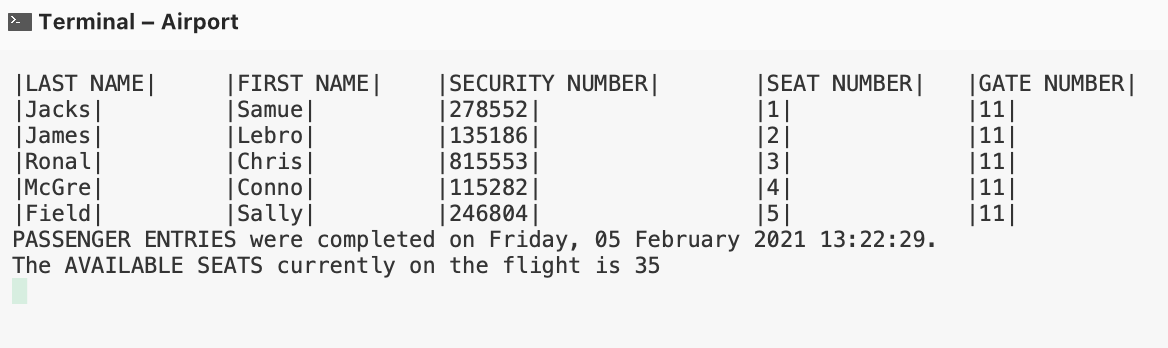 Terminal – Airport
|LAST NAME| |FIRST NAME| |SECURITY NUMBER| |SEAT NUMBER| |GATE NUMBER|
|Jacks| |Samue| |278552| |1| |11|
|James| |Lebro| |135186| |2| |11|
|Ronal| |Chris| |815553| |3| |11|
|McGre| |Conno| |115282| |4| |11|
|Field| |Sally| |246804| |5| |11|
PASSENGER ENTRIES were completed on Friday, 05 February 2021 13:22:29.
The AVAILABLE SEATS currently on the flight is 35